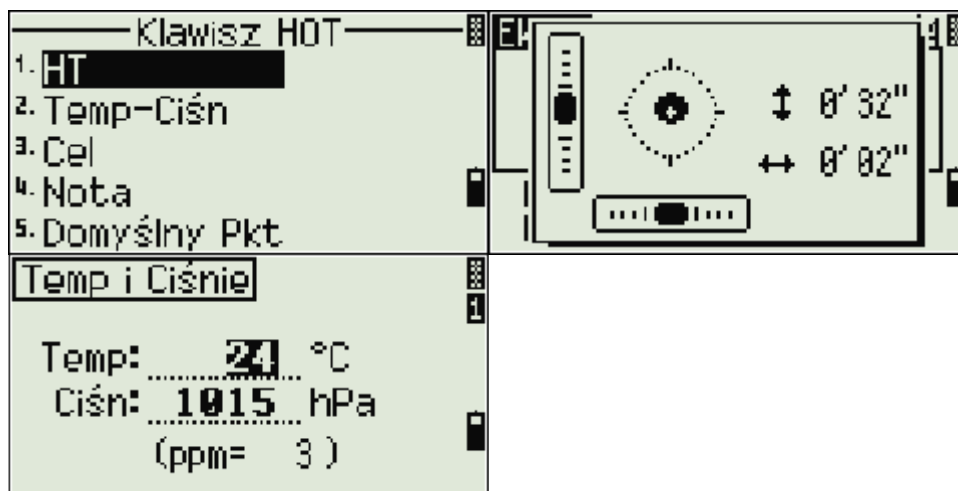 Klawisz HOT
1. HT
2. Temp-Ciśn
3. Cel
4. Nota
5. Domyślny Pkt
0' 32"
0' 02"
Temp i Ciśnie
1
Temp: 24 °C
Ciśn: 1015 hPa
(ppm= 3 )